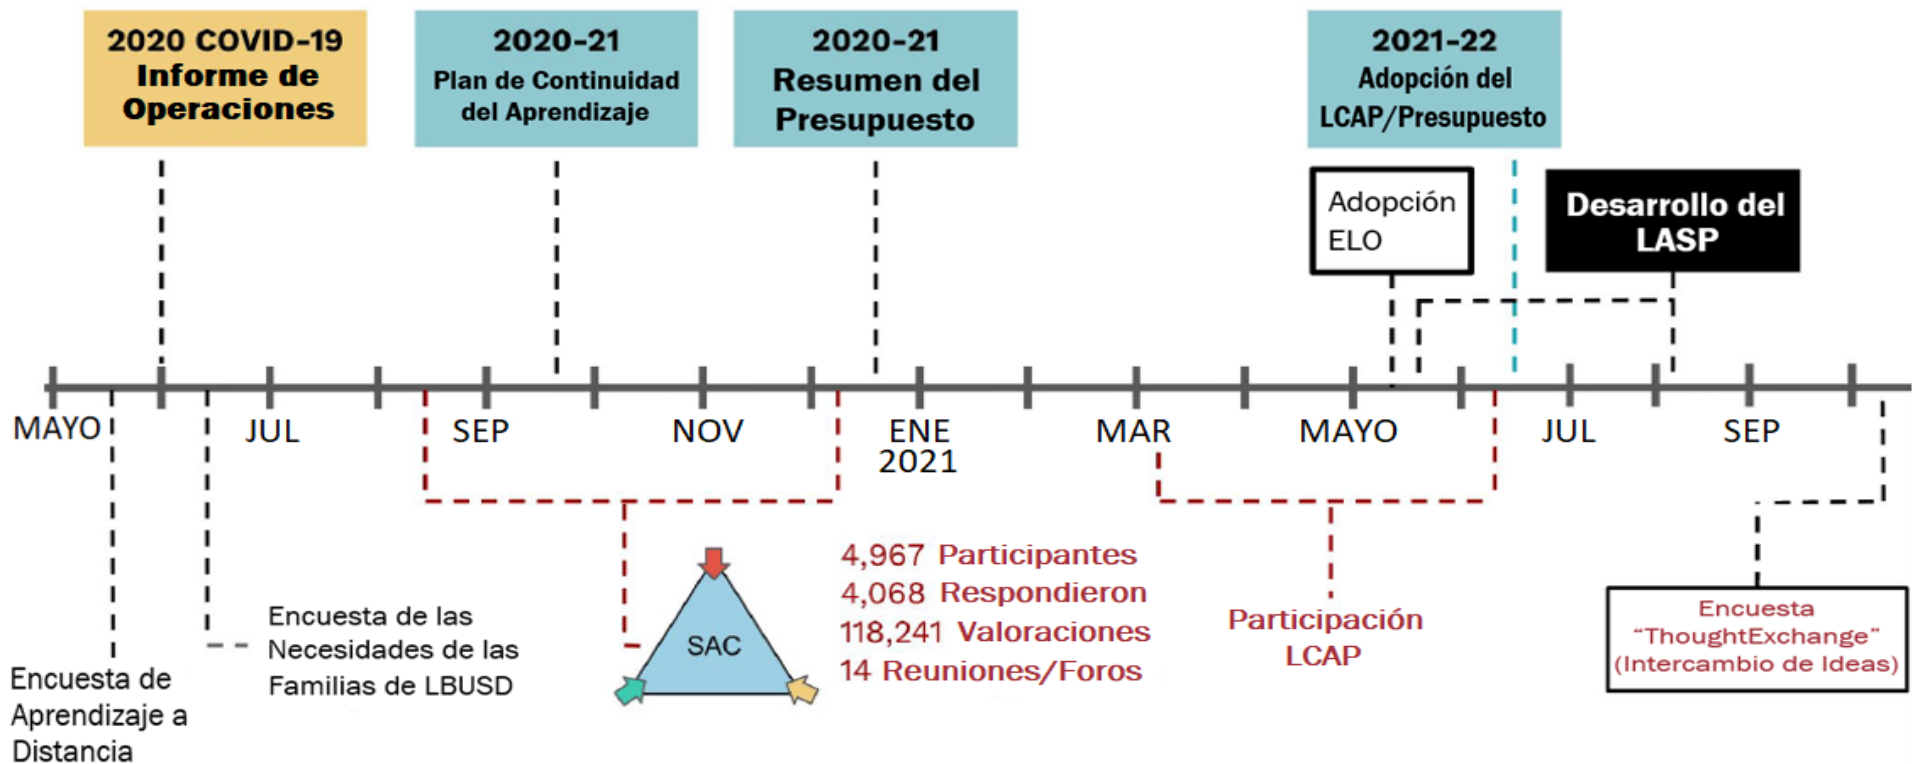 2020 COVID-19
Informe de
Operaciones
2020-21
Plan de Continuidad
del Aprendizaje
2020-21
Resumen del
Presupuesto
2021-22
Adopción del
LCAP/Presupuesto
Adopción
ELO
Desarrollo del
LASP
MAYO
JUL
SEP
NOV
ENE
2021
MAR
MAYO
JUL
SEP
Encuesta de
Aprendizaje a
Distancia
Encuesta de las
Necesidades de las
Familias de LBUSD
SAC
4,967 Participantes
4,068 Respondieron
118,241 Valoraciones
14 Reuniones/Foros
Participación
LCAP
Encuesta
“ThoughtExchange”
(Intercambio de Ideas)